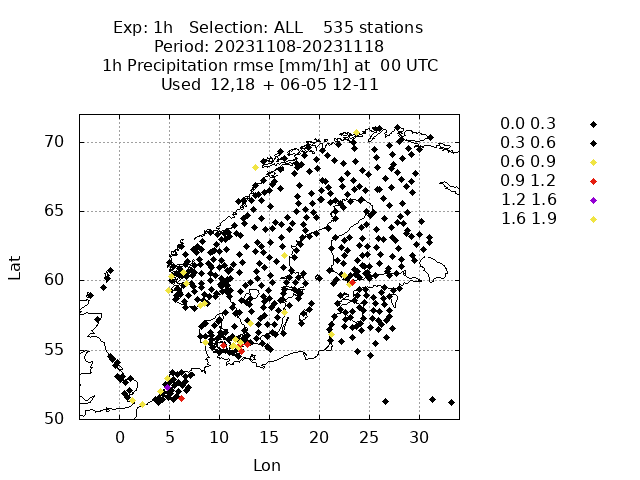 Exp: 1h   Selection: ALL    535 stations
Period: 20231108-20231118
1h Precipitation rmse [mm/1h] at  00 UTC
Used  12,18 + 06-05 12-11
0.0 0.3
0.3 0.6
0.6 0.9
0.9 1.2
1.2 1.6
1.6 1.9
70
65
60
55
50
Lat
0 5 10 15 20 25 30
Lon